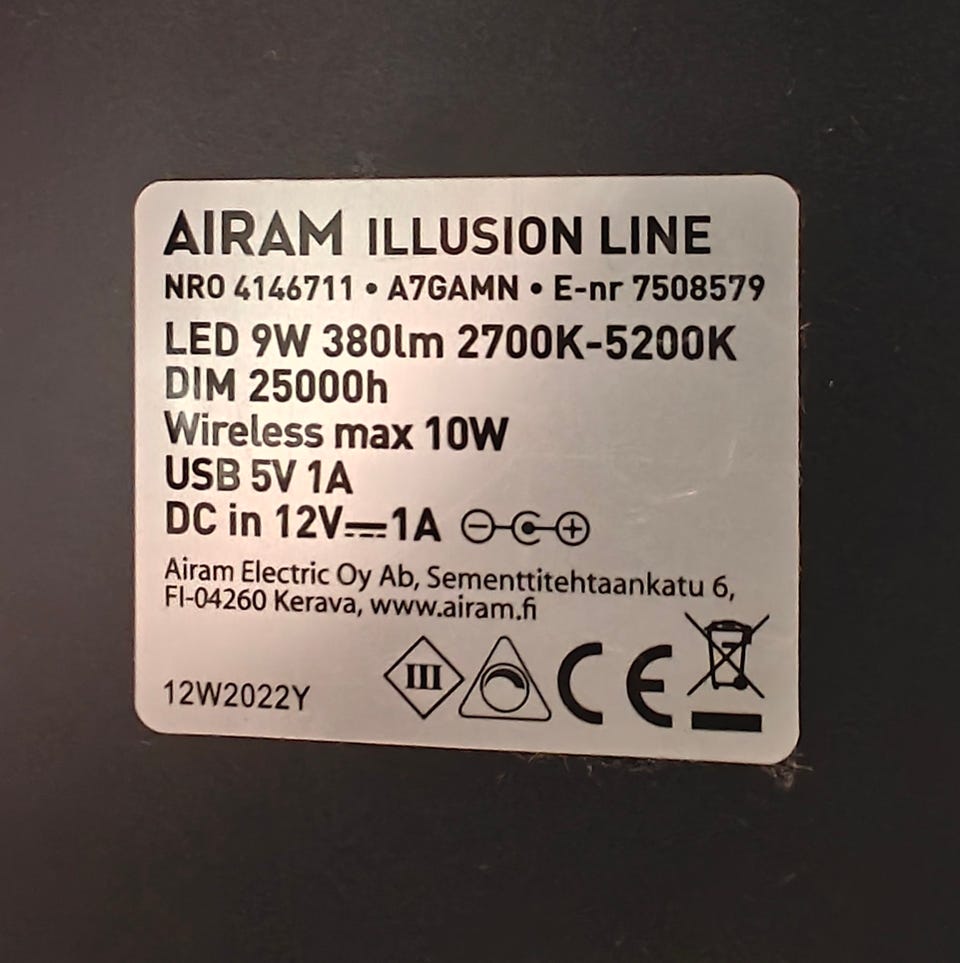 AIRAM ILLUSION LINE
NRO 4146711 • A7GAMN • E-nr 7508579
LED 9W 380lm 2700K-5200K
DIM 25000h
Wireless max 10W
USB 5V 1A
DC in 12V⎓1A
Airam Electric Oy Ab, Sementtitehtaankatu 6,
FI-04260 Kerava, www.airam.fi
12W2022Y
III
CE